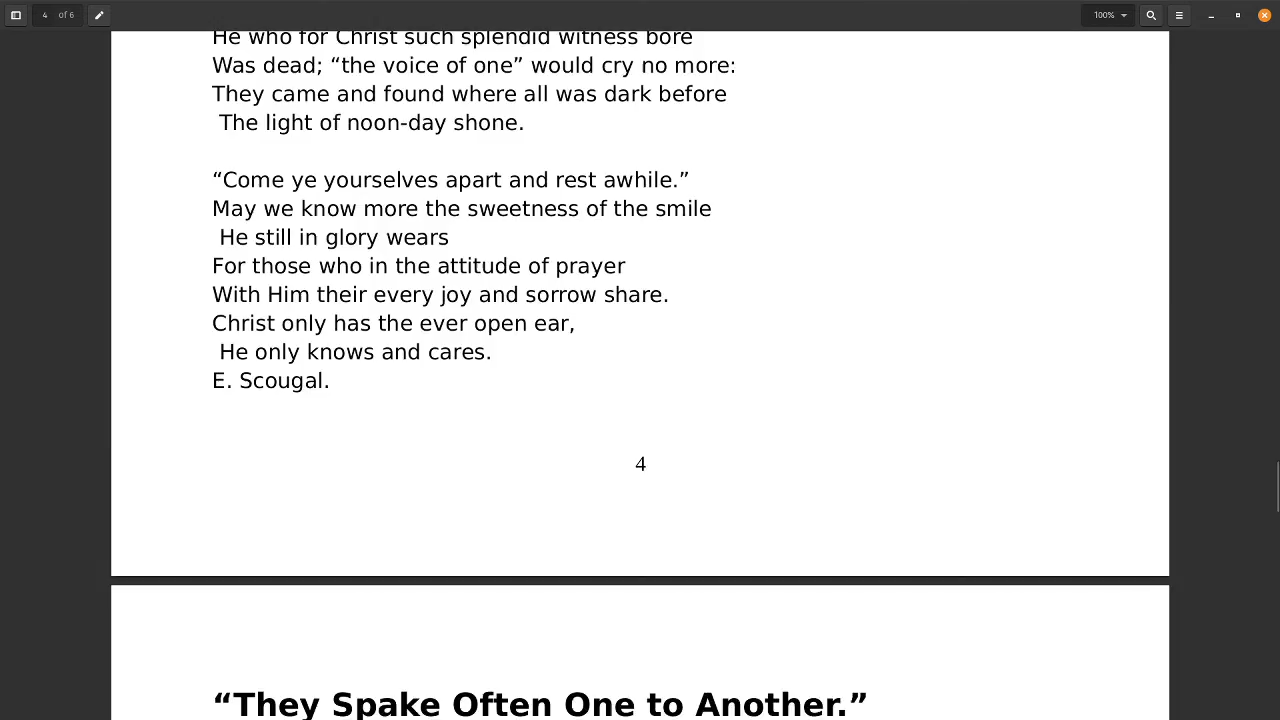 4 of 6
100%
He who for Christ such splendid witness bore
Was dead; “the voice of one” would cry no more:
They came and found where all was dark before
The light of noon-day shone.
“Come ye yourselves apart and rest awhile.”
May we know more the sweetness of the smile
He still in glory wears
For those who in the attitude of prayer
With Him their every joy and sorrow share.
Christ only has the ever open ear,
He only knows and cares.
E. Scougal.
4
“They Spake Often One to Another.”